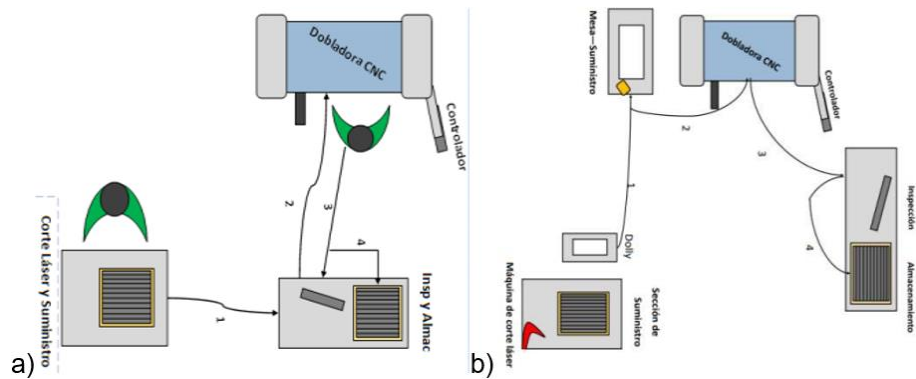 a)
Dobladora CNC
Controlador
2
3
4
1
Corte Láser y Suministro
Insp y Almac
b)
Mesa—Suministro
Dobladora CNC
Controlador
2
3
1
4
Inspección
Almacenamiento
Dolly
Máquina de corte láser
Sección de
Suministro